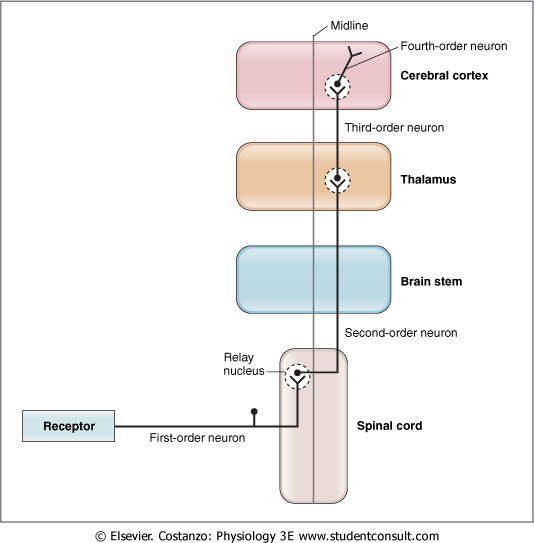 Midline
Fourth-order neuron
Cerebral cortex
Third-order neuron
Thalamus
Brain stem
Second-order neuron
Relay
nucleus
Receptor
First-order neuron
Spinal cord
© Elsevier. Costanzo: Physiology 3E www.studentconsult.com